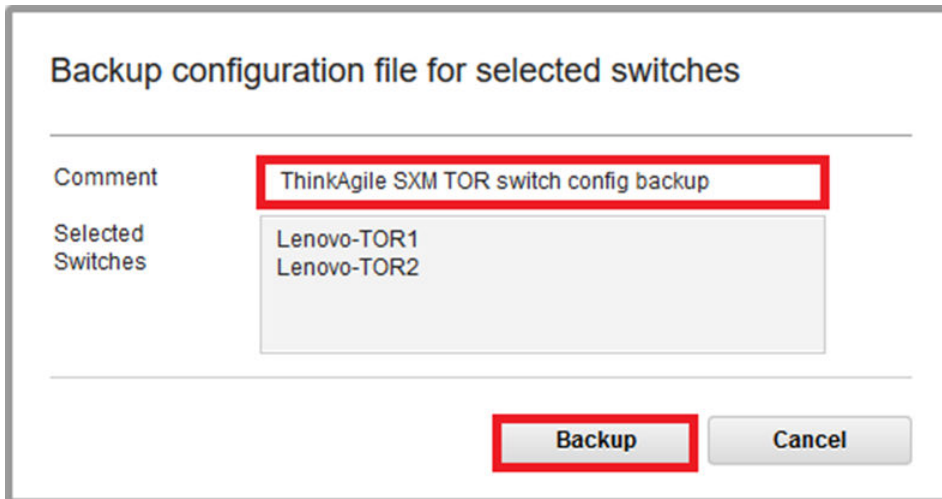 Backup configuration file for selected switches
Comment
ThinkAgile SXM TOR switch config backup
Selected
Switches
Lenovo-TOR1
Lenovo-TOR2
Backup
Cancel